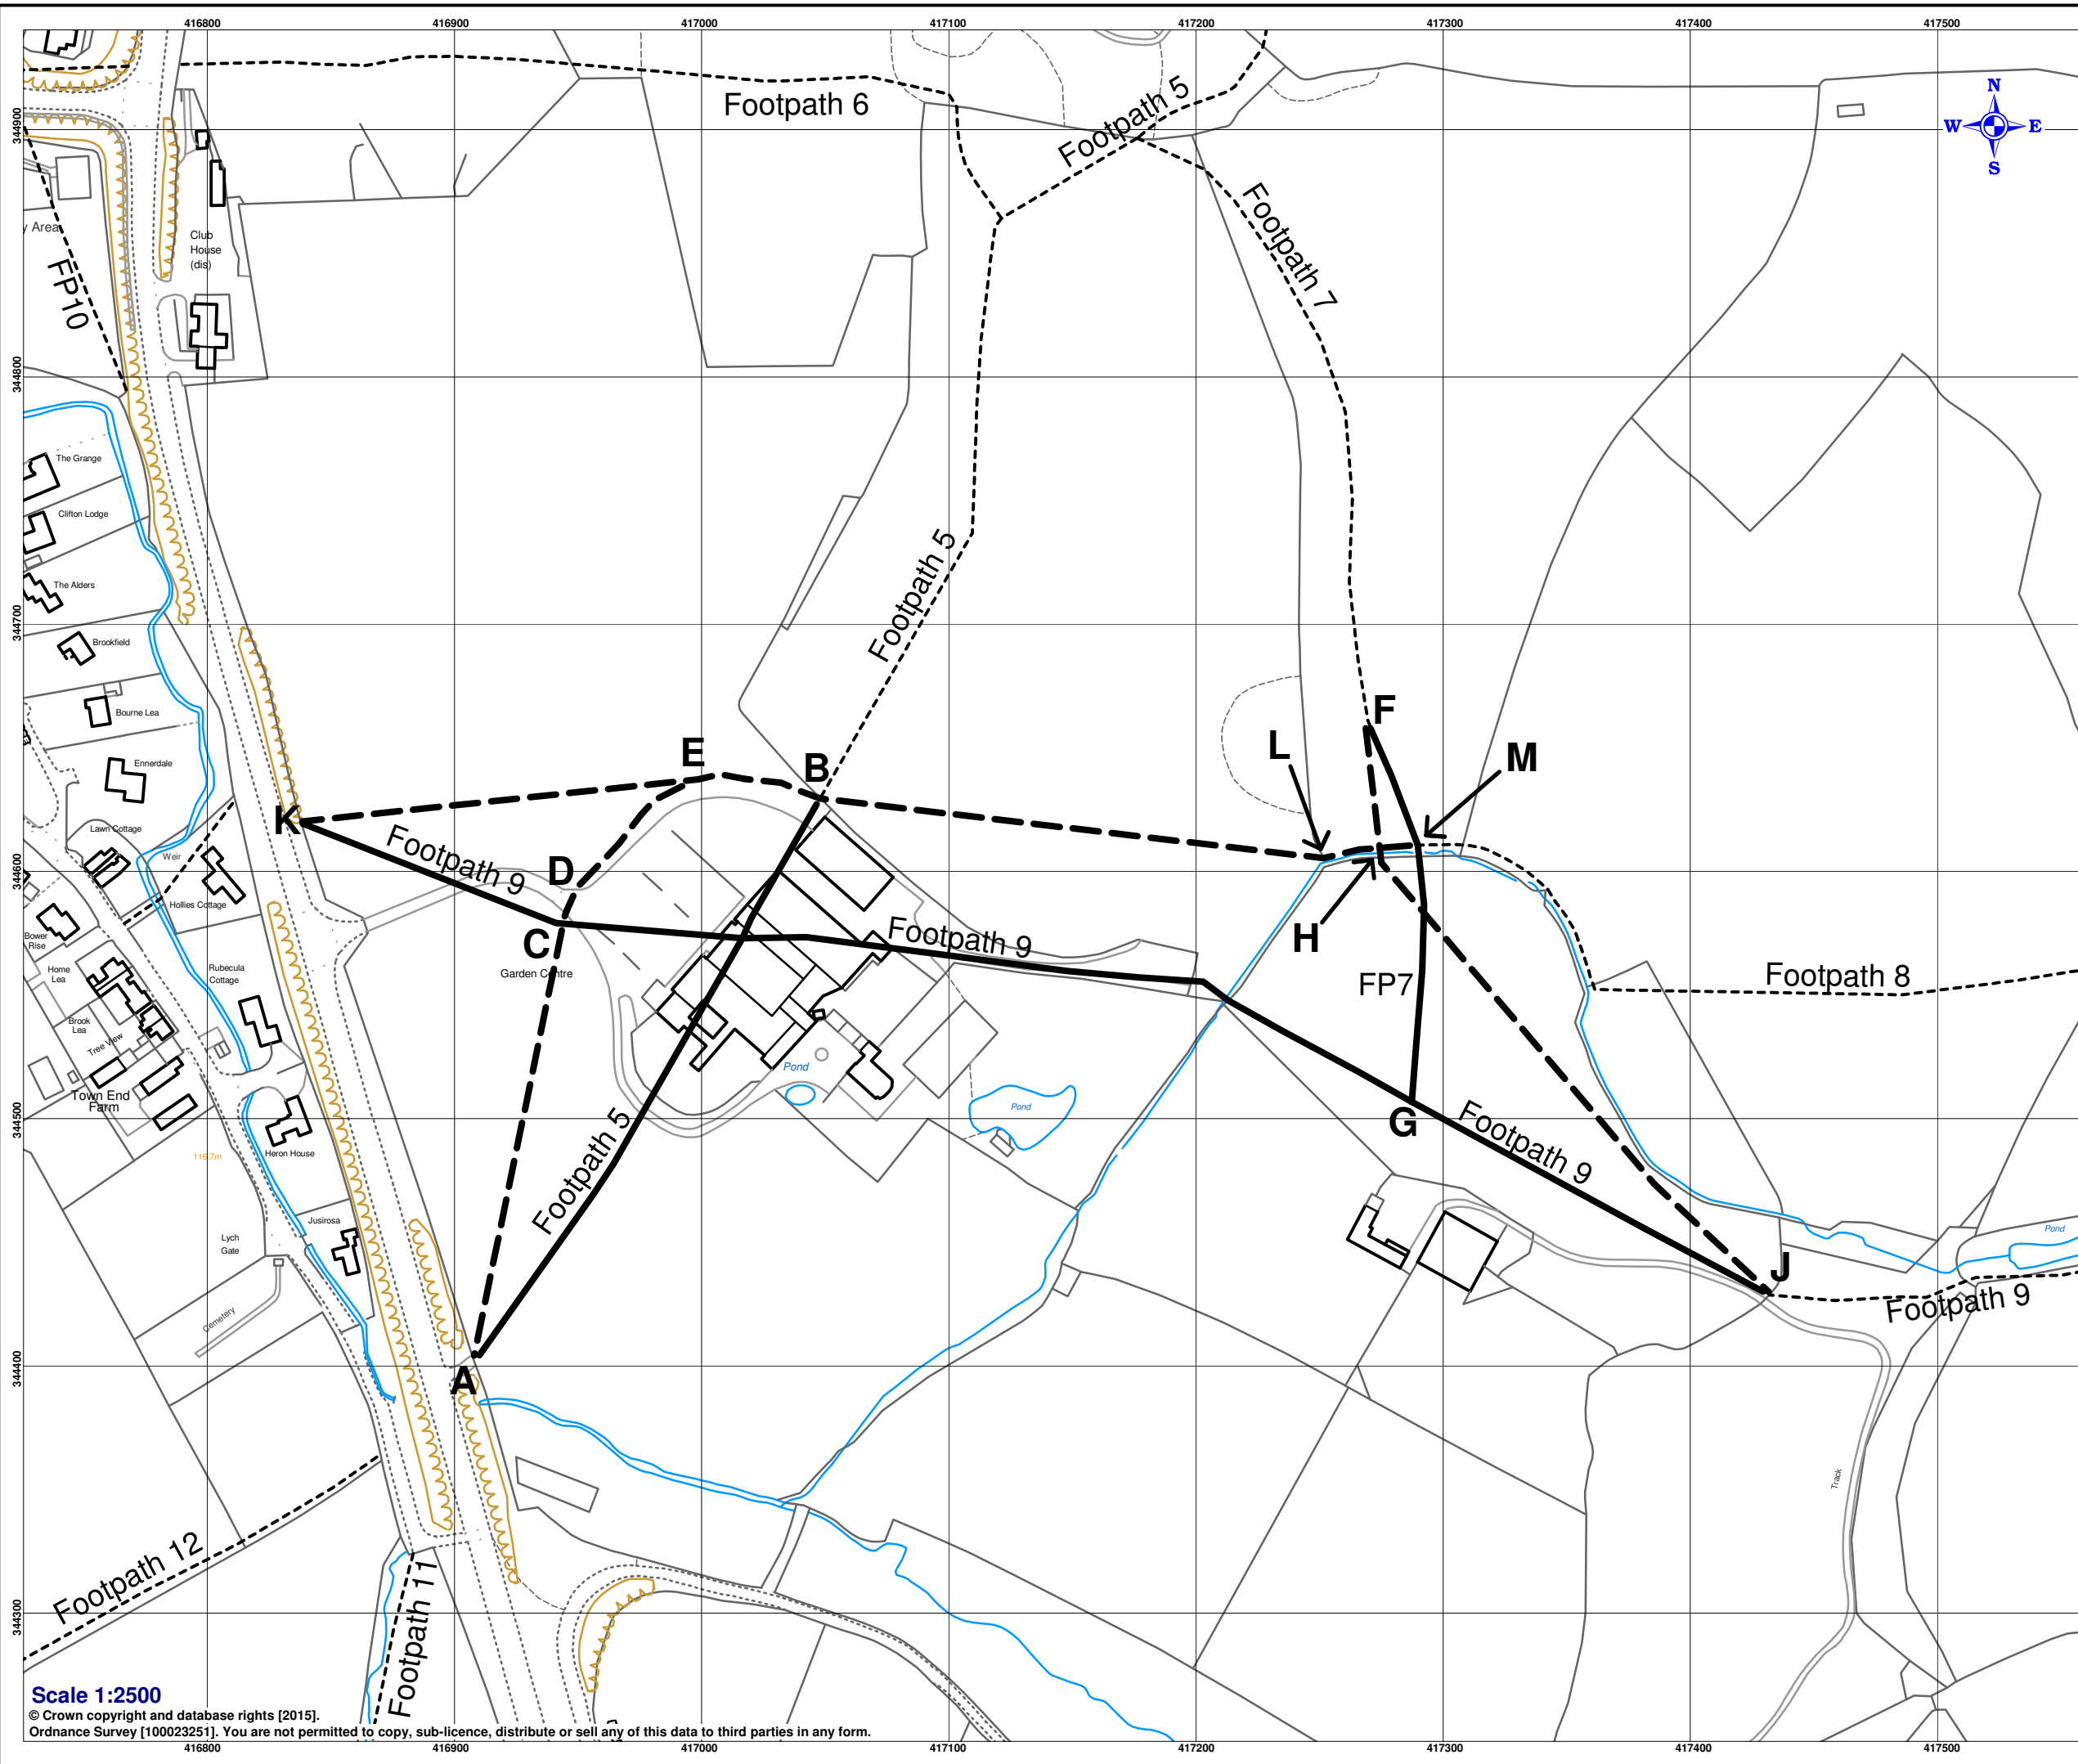 416800
416900
417000
417100
417200
417300
417400
417500
344900
344800
344700
344600
344500
344400
344300
N
W
E
S
Footpath 6
Footpath 5
Footpath 7
FP10
y Area
Club
House
(dis)
The Grange
Clifton Lodge
The Alders
Brookfield
Bourne Lea
Ennerdale
Lawn Cottage
Weir
Hollies Cottage
Bower
Rise
Home
Lea
Rubecula
Cottage
Brook
Lea
Tree View
Town End
Farm
Heron House
116.7m
Jusirosa
Lych
Gate
Cemetery
Footpath 5
F
L
M
E
B
K
Footpath 9
D
C
Garden Centre
Footpath 9
H
FP7
Footpath 8
Pond
Pond
G
Footpath 9
Footpath 5
J
Pond
Footpath 9
A
Track
Footpath 12
Footpath 11
Scale 1:2500
© Crown copyright and database rights [2015].
Ordnance Survey [100023251]. You are not permitted to copy, sub-licence, distribute or sell any of this data to third parties in any form.
416800
416900
417000
417100
417200
417300
417400
417500